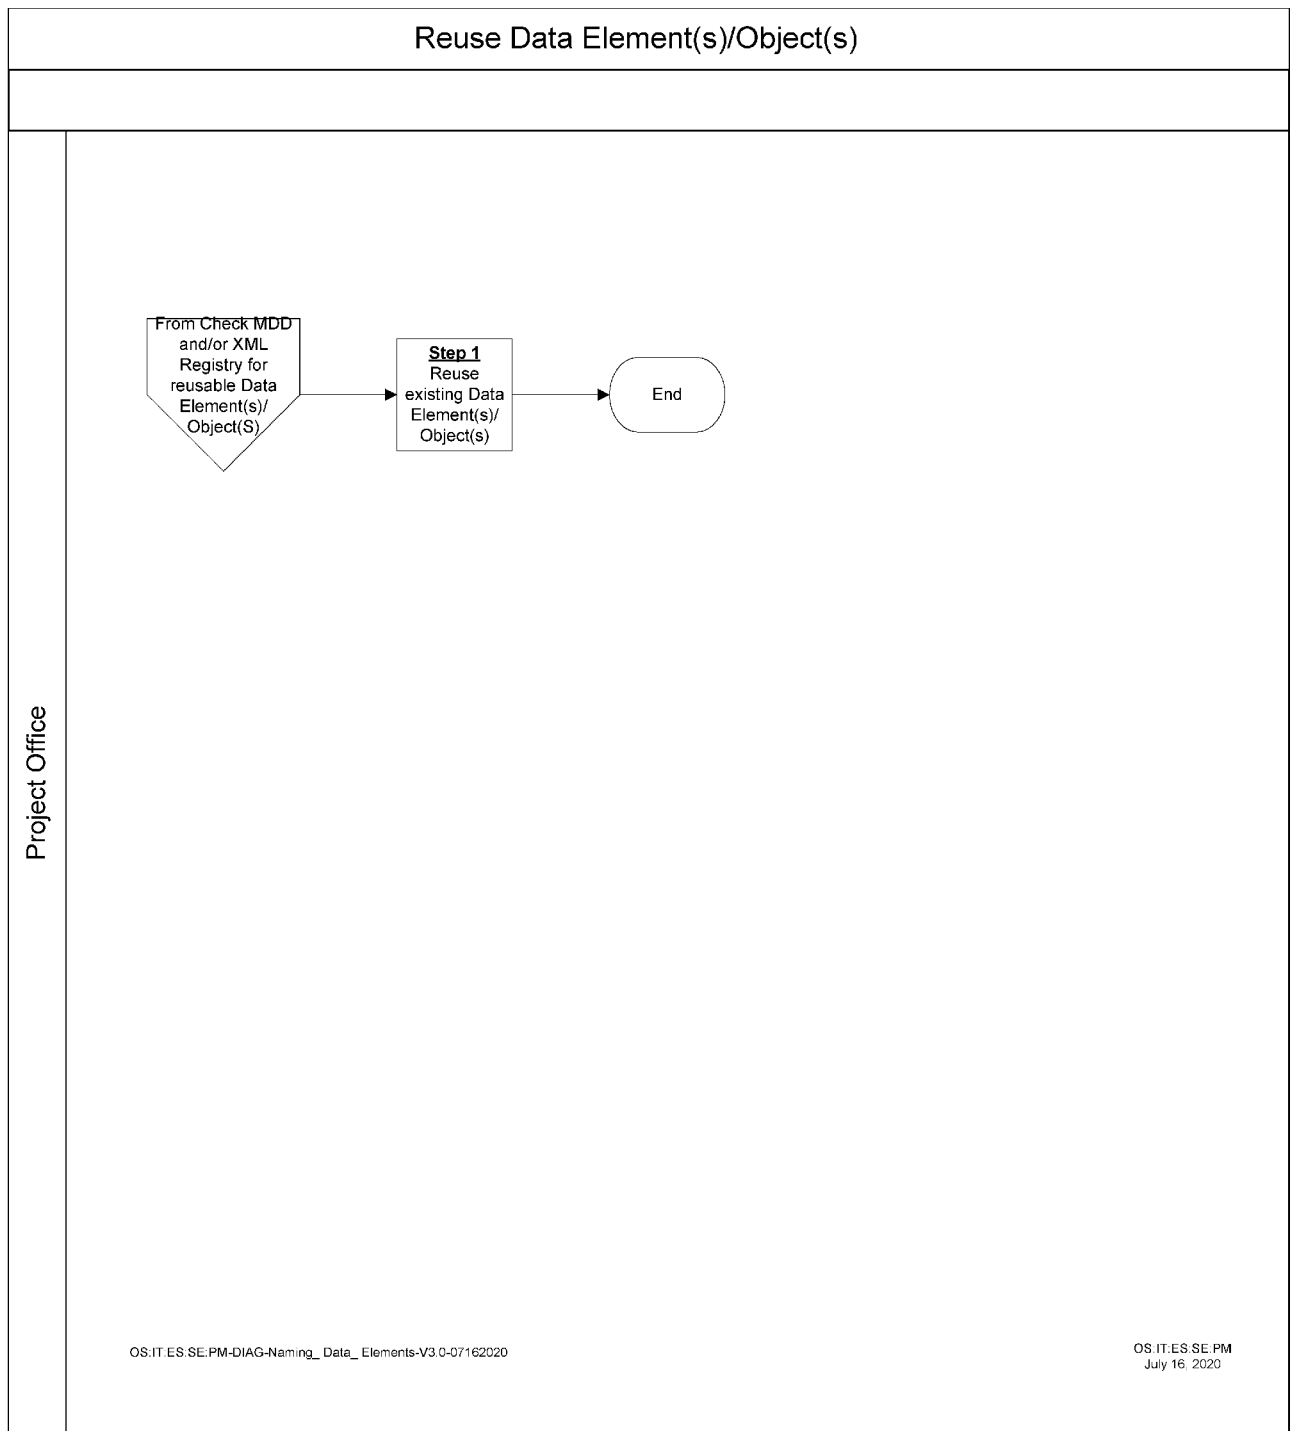 Reuse Data Element(s)/Object(s)
Project Office
From Check MDD
and/or XML
Registry for
reusable Data
Element(s)/
Object(S)
Step 1
Reuse
existing Data
Element(s)/
Object(s)
End
OS:IT:ES:SE:PM-DIAG-Naming_ Data_ Elements-V3.0-07162020
OS:IT:ES:SE:PM
July 16, 2020